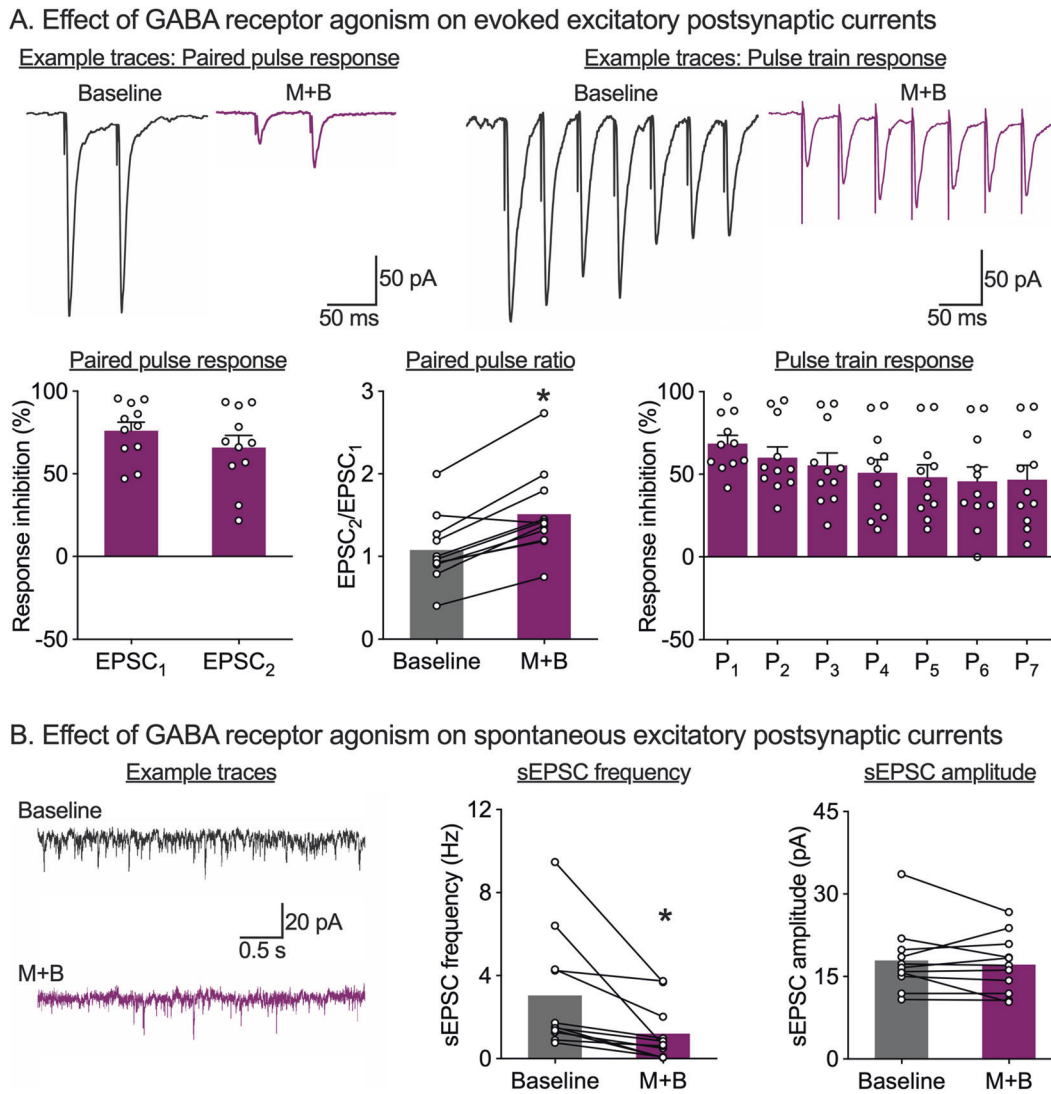 A. Effect of GABA receptor agonism on evoked excitatory postsynaptic currents
Example traces: Paired pulse response
Example traces: Pulse train response
Baseline
M+B
Baseline
M+B
50 pA
50 ms
50 pA
50 ms
Paired pulse response
Paired pulse ratio
Pulse train response
Response inhibition (%)
100
50
0
-50
EPSC₁
EPSC₂
EPSC₂/EPSC₁
3
2
1
0
*
Baseline
M+B
Response inhibition (%)
100
50
0
-50
P₁
P₂
P₃
P₄
P₅
P₆
P₇
B. Effect of GABA receptor agonism on spontaneous excitatory postsynaptic currents
Example traces
sEPSC frequency
sEPSC amplitude
Baseline
20 pA
0.5 s
M+B
sEPSC frequency (Hz)
12
8
4
0
*
Baseline
M+B
sEPSC amplitude (pA)
45
30
15
0
Baseline
M+B